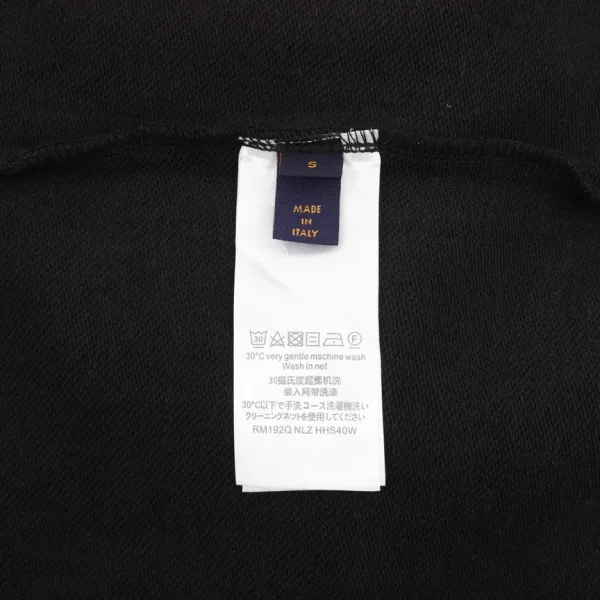 S
MADE
IN
ITALY
30
F
30°C very gentle machine wash
Wash in net
30摄氏度超柔机洗
装入网带洗涤
30°C以下で手洗コース洗濯機洗い
クリーニングネットを使用してください
RM192Q NLZ HHS40W